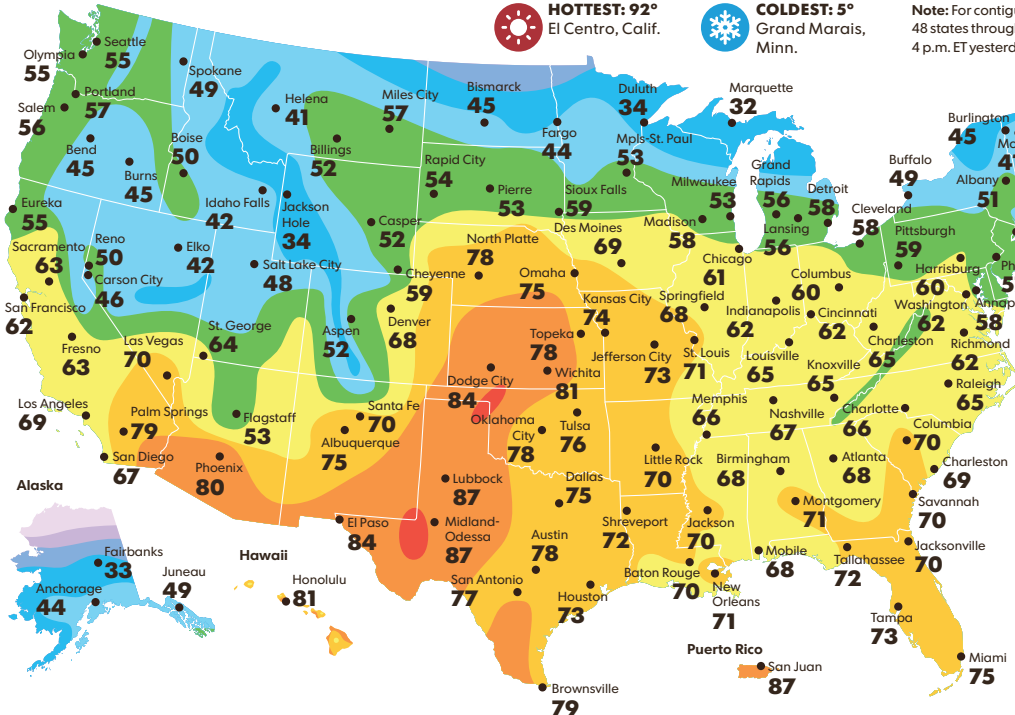 HOTTEST: 92°
El Centro, Calif.
COLDEST: 5°
Grand Marais,
Minn.
Note: For contigu
48 states through
4 p.m. ET yesterd
Seattle
55
Olympia
55
Spokane
49
Portland
57
Salem
56
Bend
45
Burns
45
Boise
50
Helena
41
Billings
52
Miles City
57
Bismarck
45
Fargo
44
Duluth
34
Marquette
32
Mpls-St. Paul
53
Burlington
45
Mo
4
Buffalo
49
Albany
51
Idaho Falls
42
Jackson
Hole
34
Casper
52
Rapid City
54
Pierre
53
Sioux Falls
59
Milwaukee
53
Madison
58
Grand
Rapids
56
Lansing
56
Detroit
58
Cleveland
58
Pittsburgh
59
Eureka
55
Sacramento
63
Reno
50
Carson City
46
Elko
42
Salt Lake City
48
Cheyenne
59
North Platte
78
Omaha
75
Des Moines
69
Chicago
61
Columbus
60
Harrisburg
60
Ph
5
San Francisco
62
Fresno
63
Las Vegas
70
St. George
64
Aspen
52
Denver
68
Topeka
78
Kansas City
74
Springfield
68
Indianapolis
62
Cincinnati
62
Charleston
65
Washington
62
Annap
58
Richmond
62
Los Angeles
69
Palm Springs
79
San Diego
67
Flagstaff
53
Santa Fe
70
Albuquerque
75
Dodge City
84
Wichita
81
Jefferson City
73
St. Louis
71
Louisville
65
Knoxville
65
Raleigh
65
Phoenix
80
Oklahoma
City
78
Tulsa
76
Memphis
66
Nashville
67
Charlotte
66
Columbia
70
Lubbock
87
Little Rock
70
Birmingham
68
Atlanta
68
Charleston
69
El Paso
84
Midland-
Odessa
87
Dallas
75
Shreveport
72
Jackson
70
Montgomery
71
Savannah
70
Austin
78
San Antonio
77
Houston
73
Baton Rouge
70
New
Orleans
71
Mobile
68
Tallahassee
72
Jacksonville
70
Tampa
73
Miami
75
Brownsville
79
Alaska
Fairbanks
33
Anchorage
44
Juneau
49
Hawaii
Honolulu
81
Puerto Rico
San Juan
87